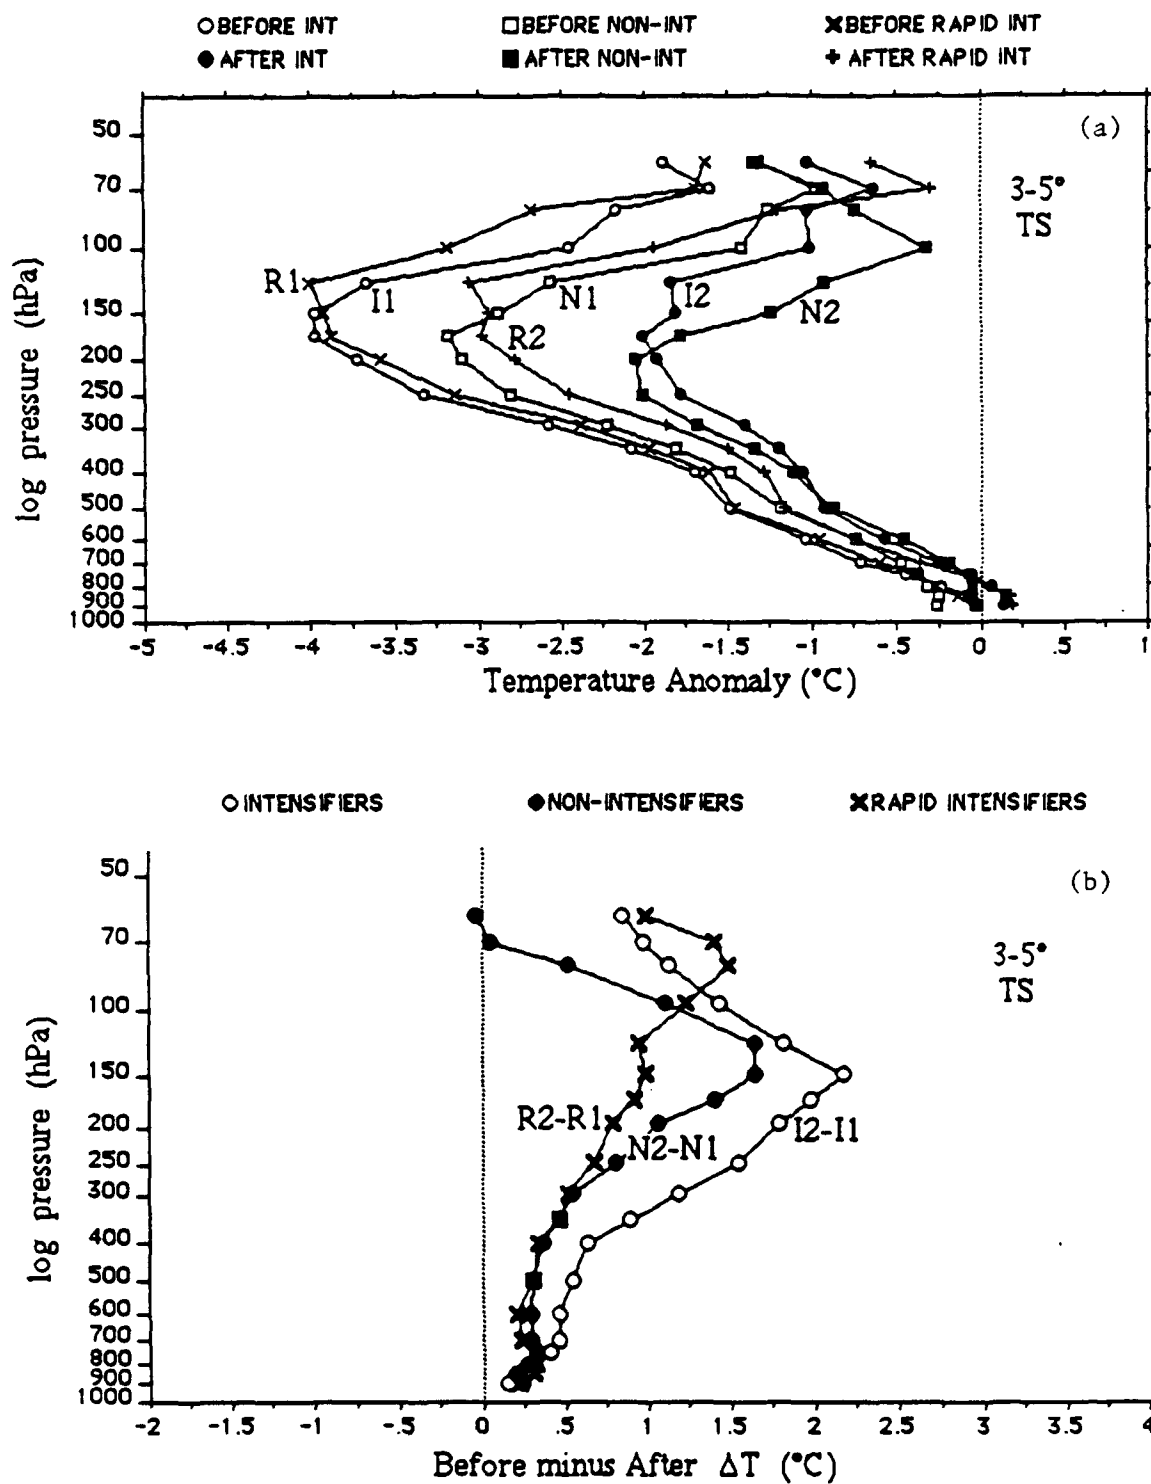 BEFORE INT BEFORE NON-INT BEFORE RAPID INT
AFTER INT AFTER NON-INT AFTER RAPID INT
(a)
3-5°
TS
50
70
100
150
200
250
300
400
500
600
700
800
900
1000
log pressure (hPa)
R1
I1
N1
R2
I2
N2
-5 -4.5 -4 -3.5 -3 -2.5 -2 -1.5 -1 -.5 0 .5 1
Temperature Anomaly (°C)
INTENSIFIERS NON-INTENSIFIERS RAPID INTENSIFIERS
(b)
3-5°
TS
50
70
100
150
200
250
300
400
500
600
700
800
900
1000
log pressure (hPa)
R2-R1
N2-N1
I2-I1
-2 -1.5 -1 -.5 0 .5 1 1.5 2 2.5 3 3.5 4
Before minus After ΔT (°C)